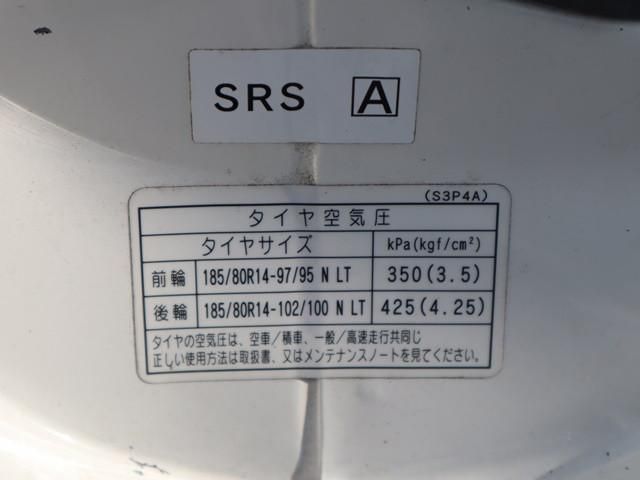 SRS A
(S3P4A)
タイヤ空気圧
タイヤサイズ kPa(kgf/cm²)
前輪 185/80R14-97/95 N LT 350(3.5)
後輪 185/80R14-102/100 N LT 425(4.25)
タイヤの空気圧は、空車/積車、一般/高速走行共同じ
正しい使用方法は取扱書、又はメンテナンスノートを見てください。